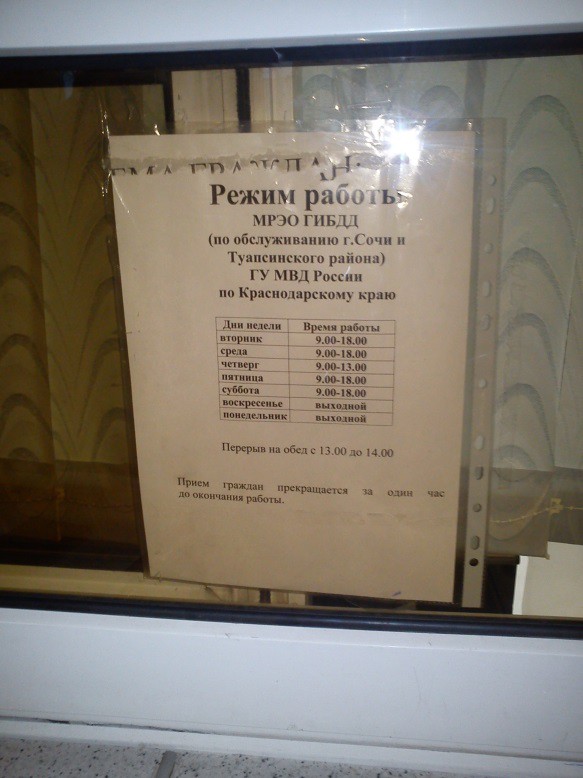 ЕМА ГРАЖДАН:
Режим работы
МРЭО ГИБДД
(по обслуживанию г.Сочи и
Туапсинского района)
ГУ МВД России
по Краснодарскому краю
Дни недели Время работы
вторник 9.00-18.00
среда 9.00-18.00
четверг 9.00-13.00
пятница 9.00-18.00
суббота 9.00-18.00
воскресенье выходной
понедельник выходной
Перерыв на обед с 13.00 до 14.00
Прием граждан прекращается за один час
до окончания работы.